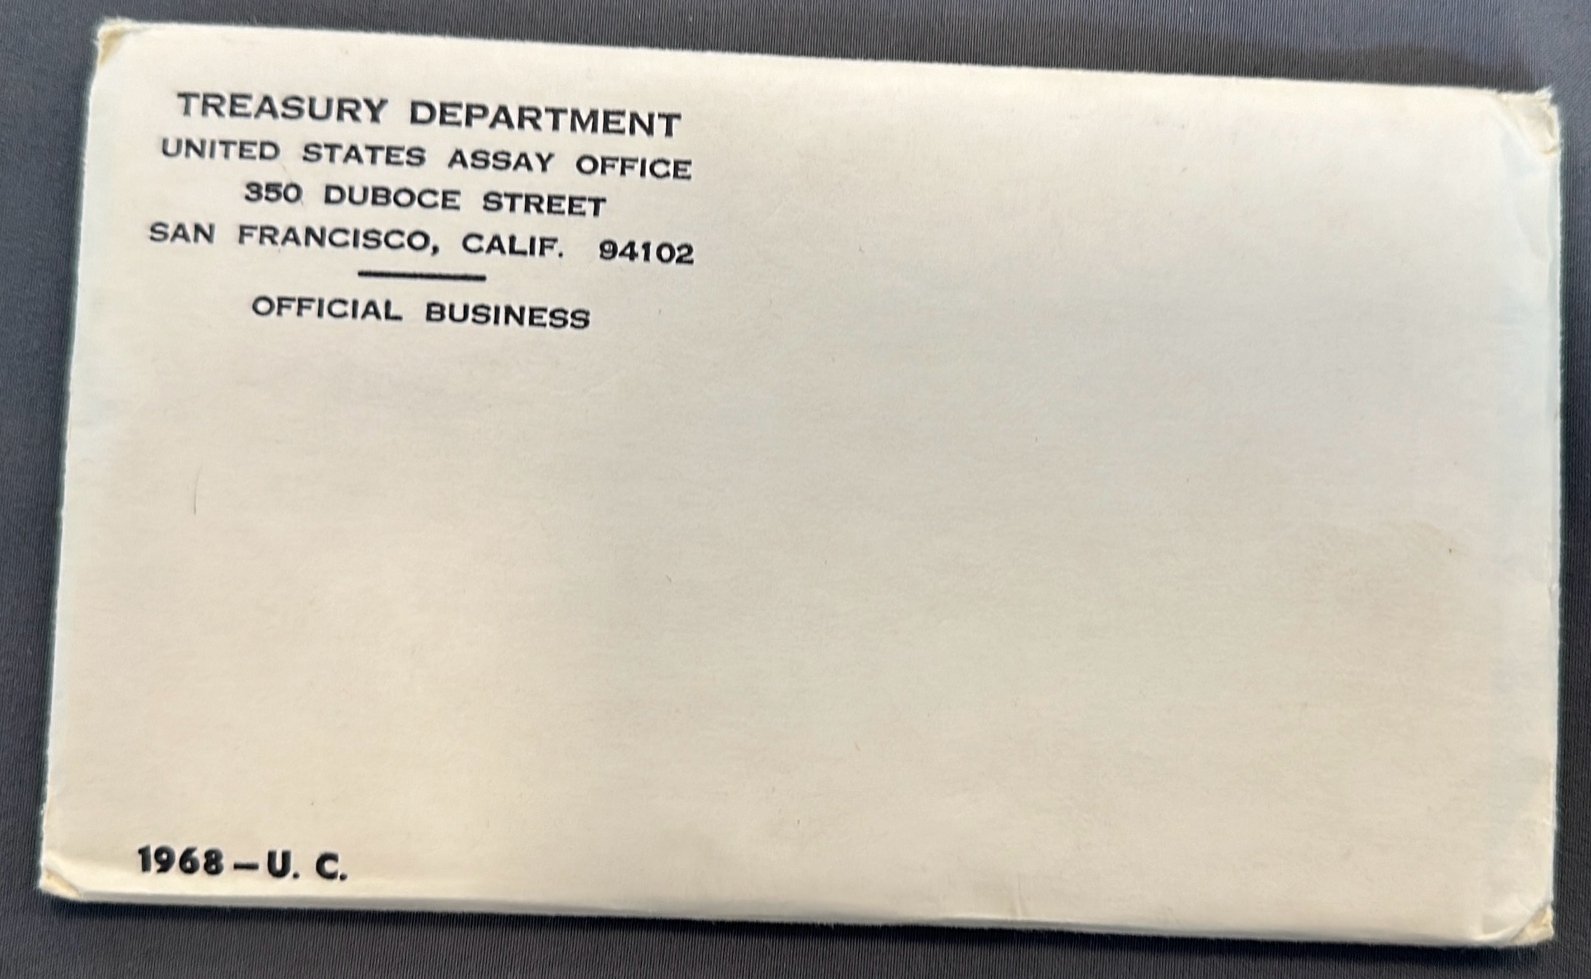 TREASURY DEPARTMENT
UNITED STATES ASSAY OFFICE
350 DUBOCE STREET
SAN FRANCISCO, CALIF. 94102
OFFICIAL BUSINESS
1968 – U. C.